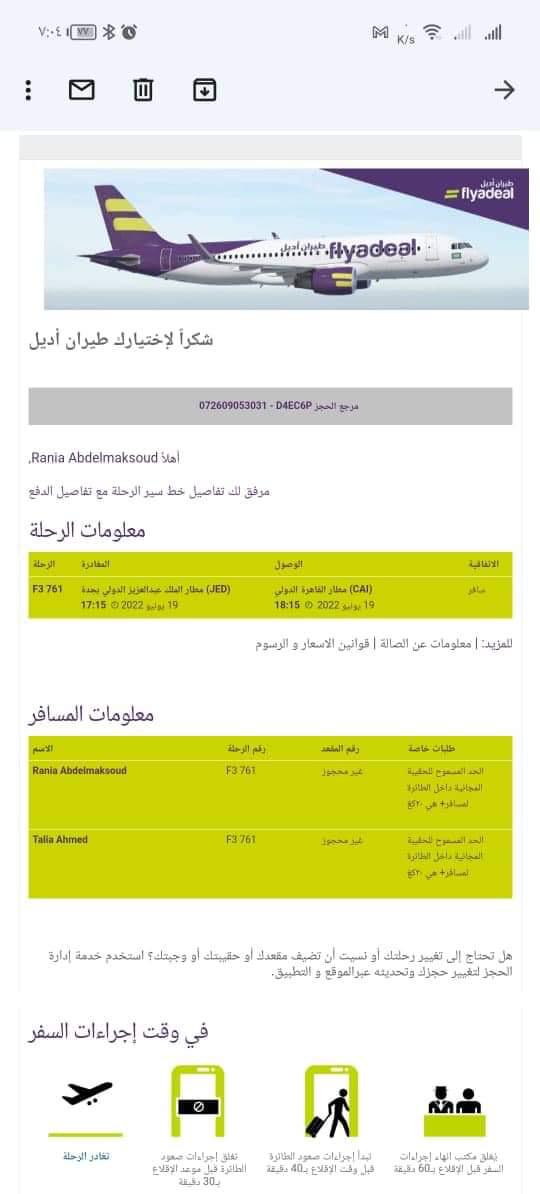 ٧:٠٤
K/s
طيران أديل
flyadeal
طيران أديل flyadeal.
شكراً لإختيارك طيران أديل
مرجع الحجز D4EC6P - 072609053031
أهلاً Rania Abdelmaksoud,
مرفق لك تفاصيل خط سير الرحلة مع تفاصيل الدفع
معلومات الرحلة
الرحلة المغادرة الوصول الاتفاقية
F3 761 مطار الملك عبدالعزيز الدولي بجدة (JED) مطار القاهرة الدولي (CAI) سافر
19 يونيو 2022 17:15 19 يونيو 2022 18:15
للمزيد: | معلومات عن الصالة | قوانين الاسعار و الرسوم
معلومات المسافر
الاسم رقم الرحلة رقم المقعد طلبات خاصة
Rania Abdelmaksoud F3 761 غير محجوز الحد المسموح للحقيبة
المجانية داخل الطائرة
لمسافر+ هي ٢٠كغ
Talia Ahmed F3 761 غير محجوز الحد المسموح للحقيبة
المجانية داخل الطائرة
لمسافر+ هي ٢٠كغ
هل تحتاج إلى تغيير رحلتك أو نسيت أن تضيف مقعدك أو حقيبتك أو وجبتك؟ استخدم خدمة إدارة
الحجز لتغيير حجزك وتحديثه عبرالموقع و التطبيق.
في وقت إجراءات السفر
يُغلق مكتب انهاء إجراءات
السفر قبل الإقلاع بـ60 دقيقة
تبدأ إجراءات صعود الطائرة
قبل وقت الإقلاع بـ40 دقيقة
تغلق إجراءات صعود
الطائرة قبل موعد الإقلاع
بـ30 دقيقة
تغادر الرحلة